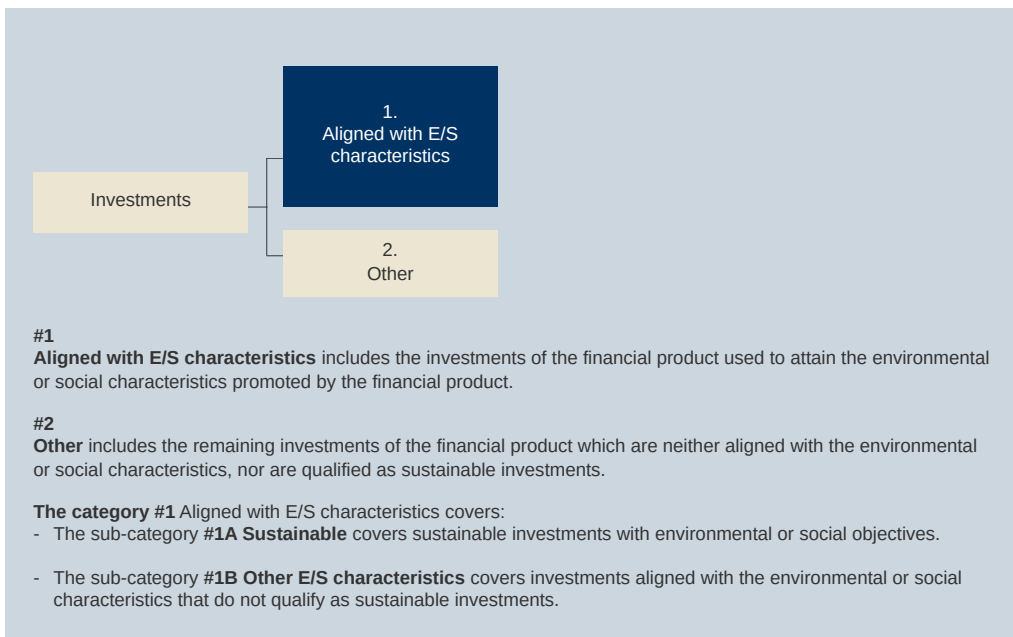 1.
Aligned with E/S
characteristics
Investments
2.
Other
#1
Aligned with E/S characteristics includes the investments of the financial product used to attain the environmental
or social characteristics promoted by the financial product.
#2
Other includes the remaining investments of the financial product which are neither aligned with the environmental
or social characteristics, nor are qualified as sustainable investments.
The category #1 Aligned with E/S characteristics covers:
- The sub-category #1A Sustainable covers sustainable investments with environmental or social objectives.
- The sub-category #1B Other E/S characteristics covers investments aligned with the environmental or social
characteristics that do not qualify as sustainable investments.